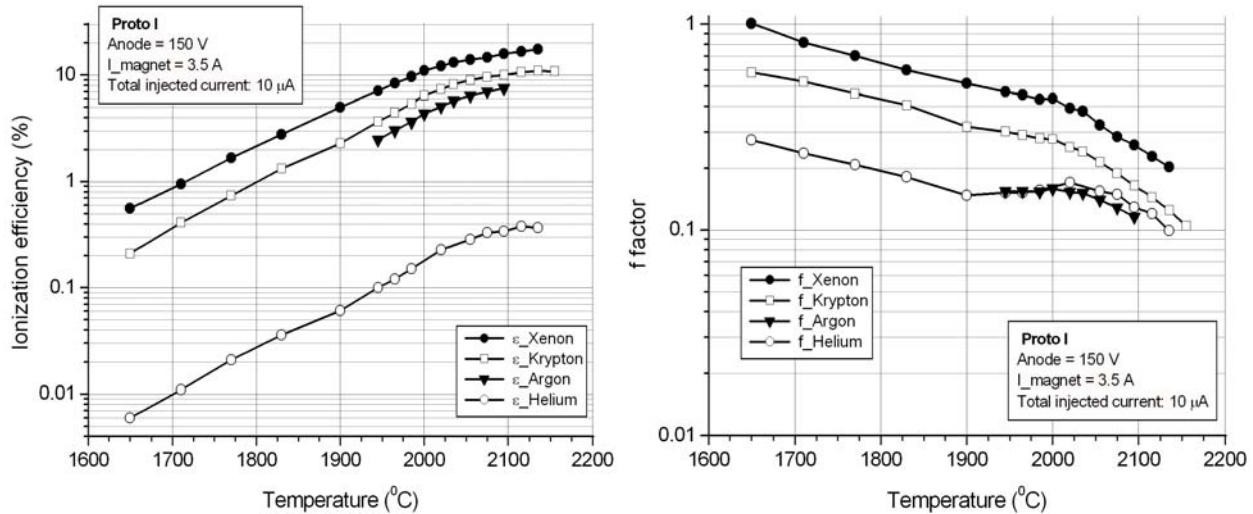 Proto I
Anode = 150 V
I_magnet = 3.5 A
Total injected current: 10 μA
10
1
0.1
0.01
Ionization efficiency (%)
ε_Xenon
ε_Krypton
ε_Argon
ε_Helium
1600 1700 1800 1900 2000 2100 2200
Temperature (⁰C)
1
0.1
0.01
f factor
f_Xenon
f_Krypton
f_Argon
f_Helium
Proto I
Anode = 150 V
I_magnet = 3.5 A
Total injected current: 10 μA
1600 1700 1800 1900 2000 2100 2200
Temperature (⁰C)